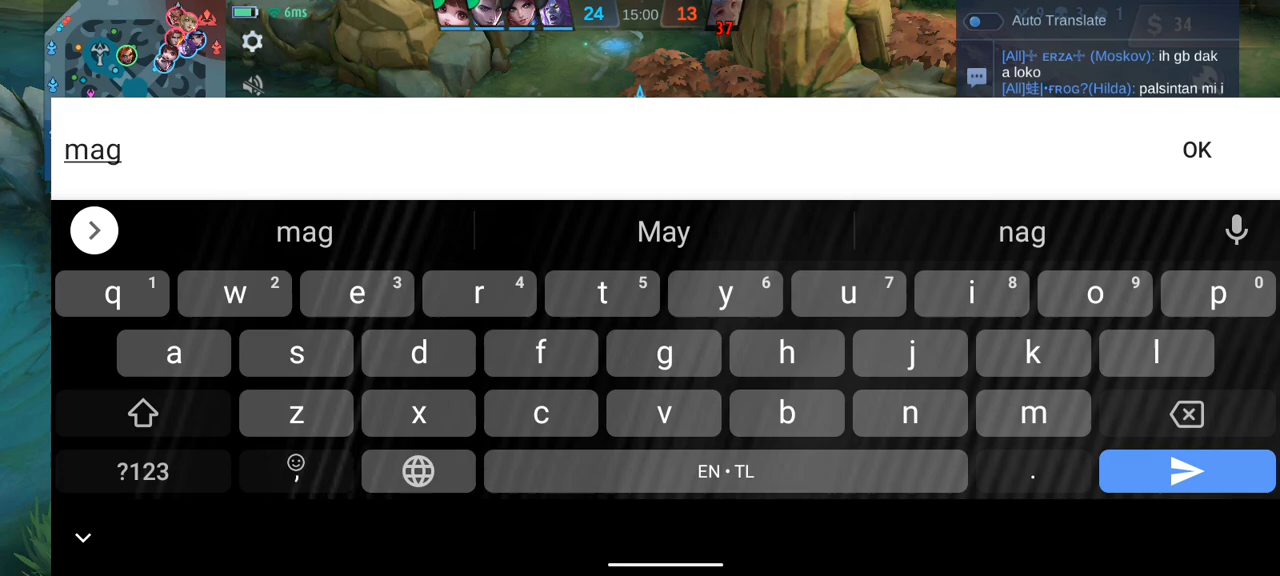 6ms
24 15:00 13
37
Auto Translate
$ 34
[All]☩ ᴇʀᴢᴀ☩ (Moskov): ih gb dak
a loko
[All]蛙|•ꜰʀᴏɢ?(Hilda): palsintan mi i
mag
OK
mag May nag
q 1 w 2 e 3 r 4 t 5 y 6 u 7 i 8 o 9 p 0
a s d f g h j k l
z x c v b n m
?123 , EN • TL .